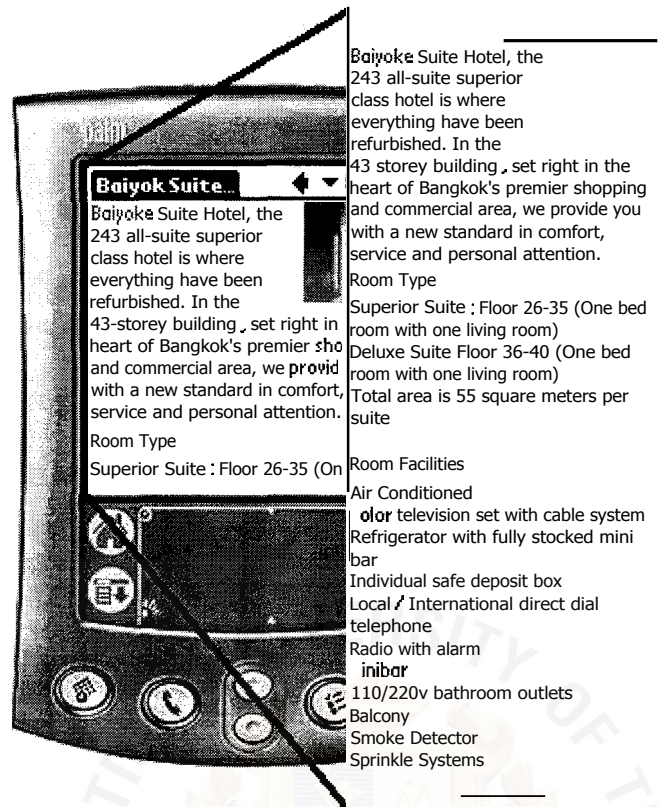 palm
Baiyok Suite...
Baiyoke Suite Hotel, the
243 all-suite superior
class hotel is where
everything have been
refurbished. In the
43-storey building , set right in
heart of Bangkok's premier sho
and commercial area, we provid
with a new standard in comfort,
service and personal attention.
Room Type
Superior Suite : Floor 26-35 (On
Baiyoke Suite Hotel, the
243 all-suite superior
class hotel is where
everything have been
refurbished. In the
43 storey building , set right in the
heart of Bangkok's premier shopping
and commercial area, we provide you
with a new standard in comfort,
service and personal attention.
Room Type
Superior Suite : Floor 26-35 (One bed
room with one living room)
Deluxe Suite Floor 36-40 (One bed
room with one living room)
Total area is 55 square meters per
suite
Room Facilities
Air Conditioned
olor television set with cable system
Refrigerator with fully stocked mini
bar
Individual safe deposit box
Local / International direct dial
telephone
Radio with alarm
inibar
110/220v bathroom outlets
Balcony
Smoke Detector
Sprinkle Systems